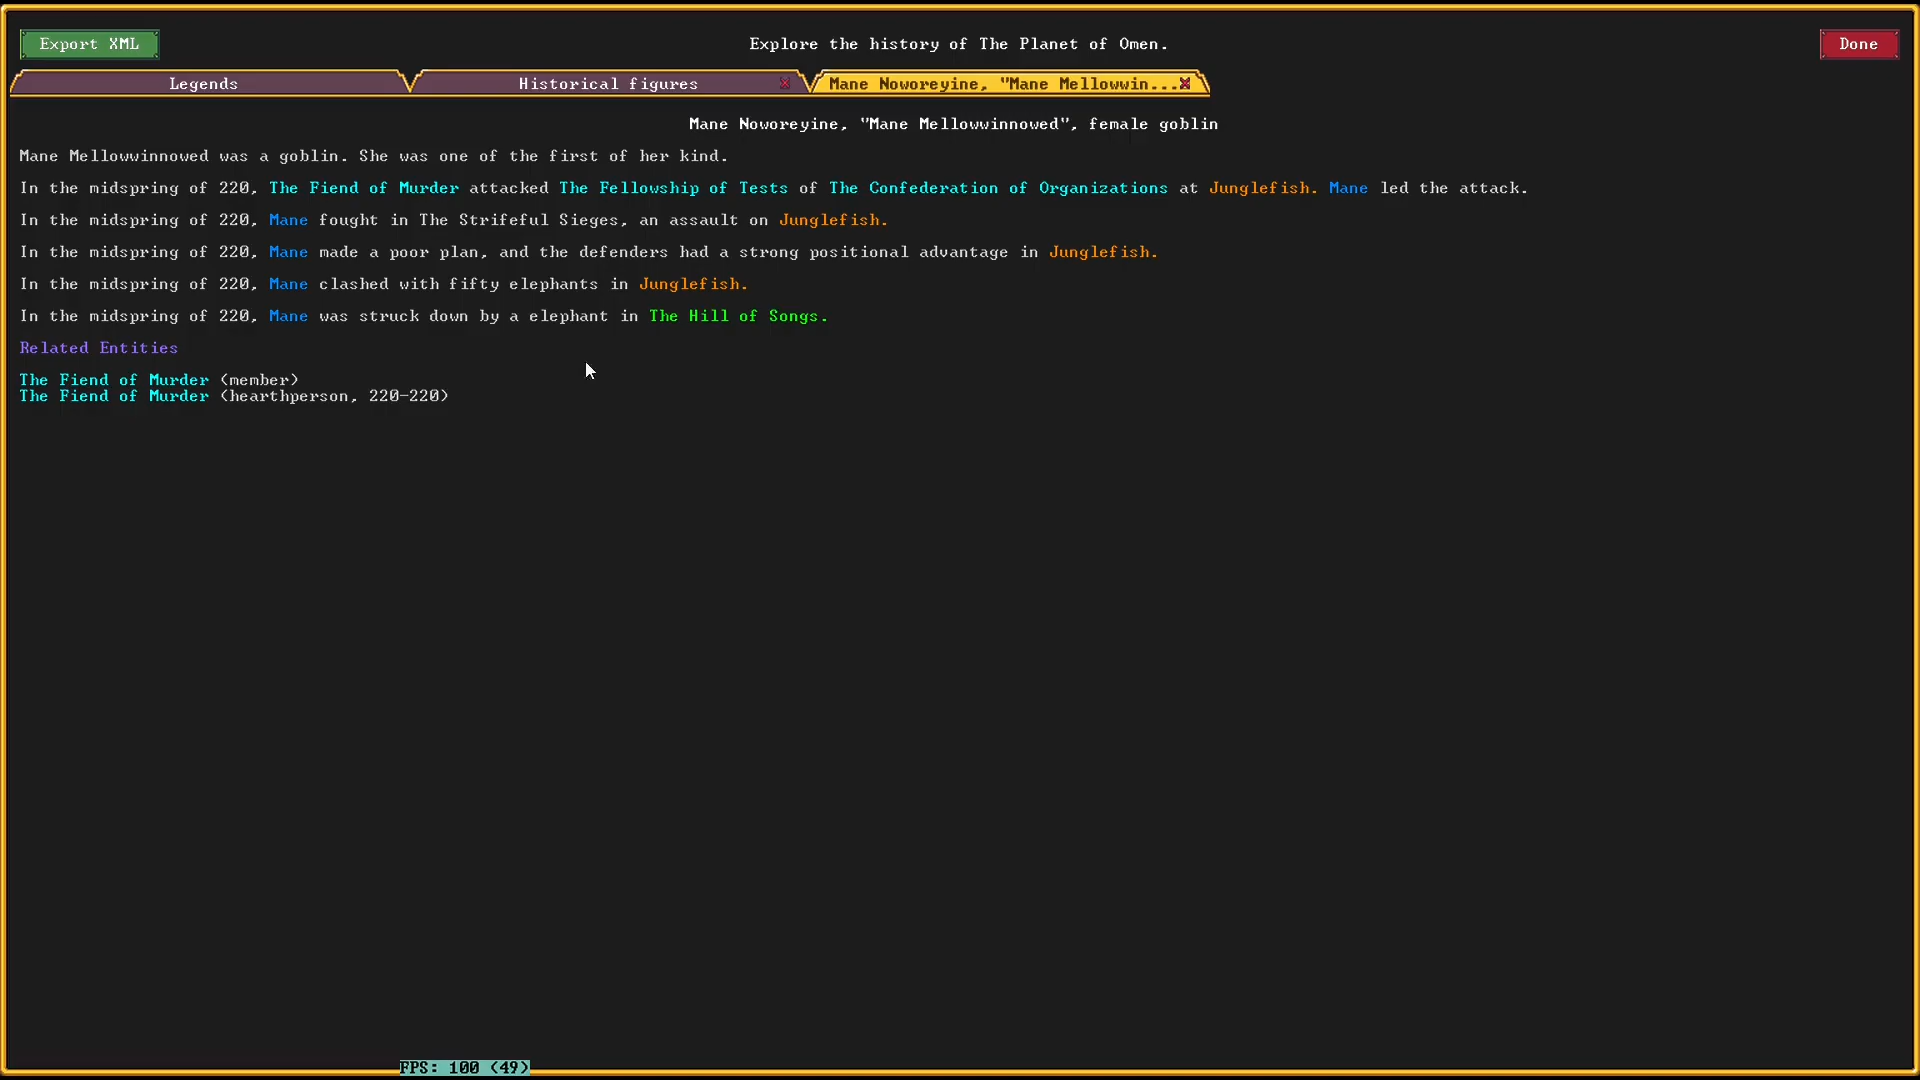 Export XML
Explore the history of The Planet of Omen.
Done
Legends
Historical figures
Mane Noworeyine, "Mane Mellowwin...
Mane Noworeyine, "Mane Mellowwinnowed", female goblin
Mane Mellowwinnowed was a goblin. She was one of the first of her kind.
In the midspring of 220, The Fiend of Murder attacked The Fellowship of Tests of The Confederation of Organizations at Junglefish. Mane led the attack.
In the midspring of 220, Mane fought in The Strifeful Sieges, an assault on Junglefish.
In the midspring of 220, Mane made a poor plan, and the defenders had a strong positional advantage in Junglefish.
In the midspring of 220, Mane clashed with fifty elephants in Junglefish.
In the midspring of 220, Mane was struck down by a elephant in The Hill of Songs.
Related Entities
The Fiend of Murder (member)
The Fiend of Murder (hearthperson, 220-220)
FPS: 100 (49)